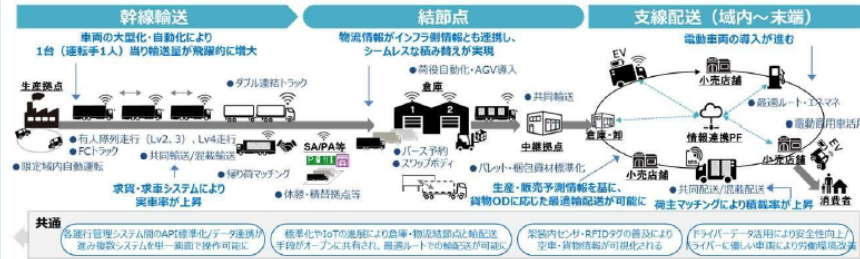 幹線輸送
結節点
支線配送（域内～末端）
車両の大型化・自動化により
1台（運転手1人）当り輸送量が飛躍的に増大
物流情報がインフラ側情報とも連携し、
シームレスな積み替えが実現
電動車両の導入が進む
生産拠点
●ダブル連結トラック
●荷役自動化・AGV導入
倉庫
1
2
●共同輸送
EV
小売店舗
●最適ルート・エネマネ
●電動商用車活用
●有人隊列走行（Lv2、3）、Lv4走行
●FCトラック
●限定域内自動運転
●共同輸送/混載輸送
●帰り荷マッチング
SA/PA等
●休憩・積替拠点等
●バース予約
●スワップボディ
中継拠点
●パレット・梱包資材標準化
倉庫・卸
情報連携PF
小売店舗
小売店舗
EV
消費者
●共同配送/混載配送
求貨・求車システムにより
実車率が上昇
生産・販売予測情報を基に、
貨物ODに応じた最適輸配送が可能に
荷主マッチングにより積載率が上昇
共通
各運行管理システム間のAPI標準化/データ連携が
進み複数システムを単一画面で操作可能に
標準化やIoTの進展により倉庫・物流結節点と輸配送
手段がオープンに共有され、最適ルートでの輸配送が可能に
架装内センサ・RFIDタグの普及により
空車・貨物情報が可視化される
ドライバーデータ活用により安全性向上/
ドライバーに優しい車両により労働環境改善